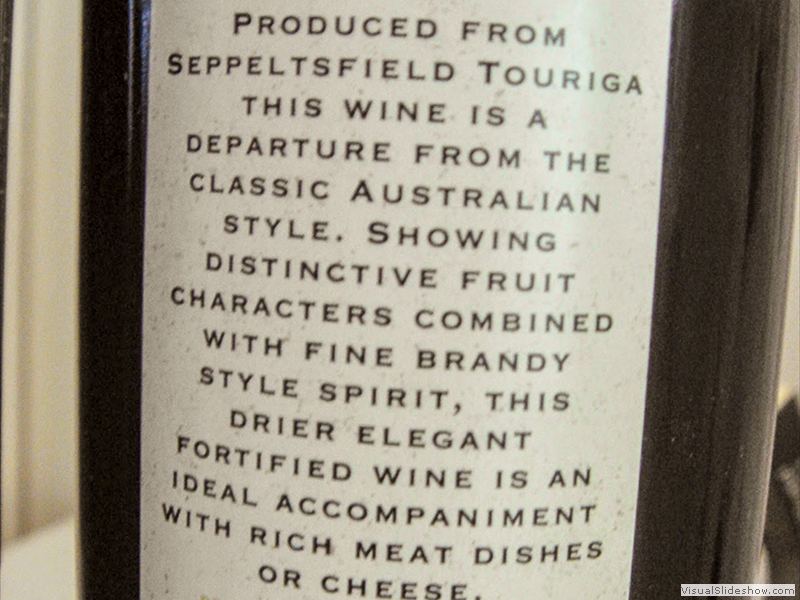 PRODUCED FROM
SEPPELTSFIELD TOURIGA
THIS WINE IS A
DEPARTURE FROM THE
CLASSIC AUSTRALIAN
STYLE. SHOWING
DISTINCTIVE FRUIT
CHARACTERS COMBINED
WITH FINE BRANDY
STYLE SPIRIT, THIS
DRIER ELEGANT
FORTIFIED WINE IS AN
IDEAL ACCOMPANIMENT
WITH RICH MEAT DISHES
OR CHEESE.
VisualSlideshow.com